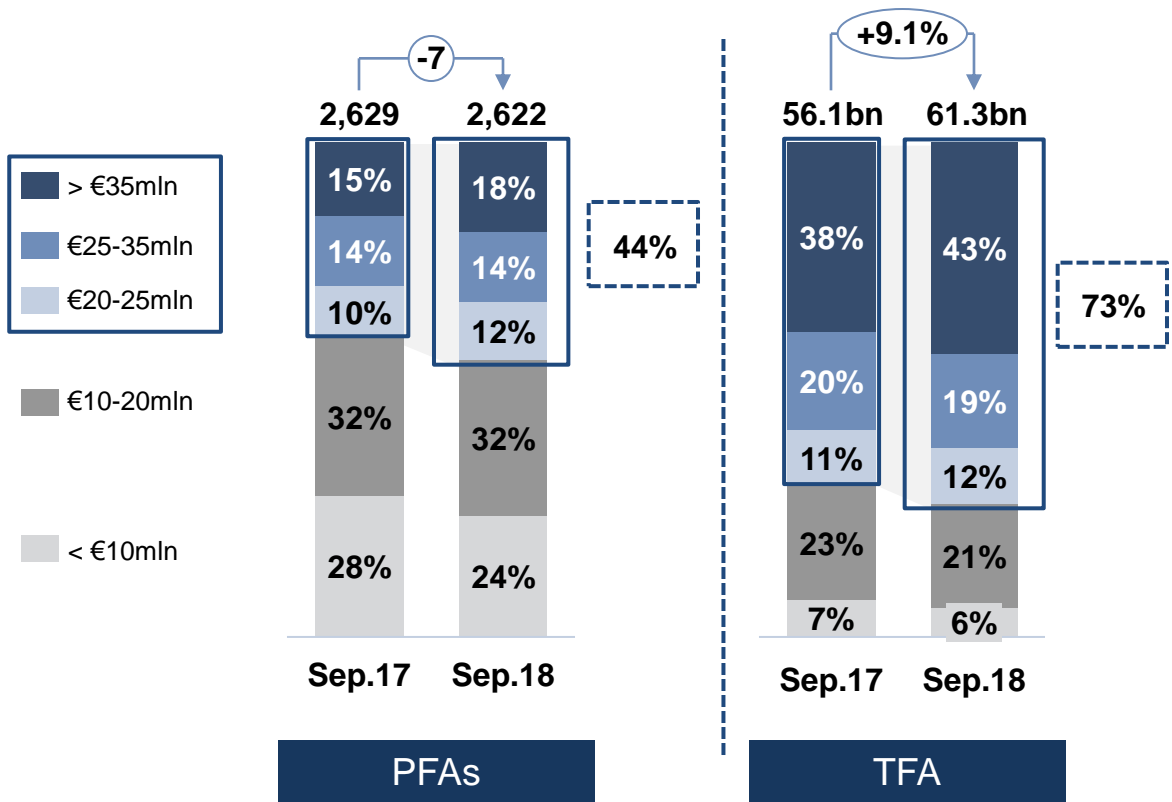 -7
+9.1%
2,629
2,622
56.1bn
61.3bn
> €35mln
€25-35mln
€20-25mln
€10-20mln
< €10mln
15%
14%
10%
32%
28%
18%
14%
12%
32%
24%
44%
38%
20%
11%
23%
7%
43%
19%
12%
21%
6%
73%
Sep.17
Sep.18
Sep.17
Sep.18
PFAs
TFA